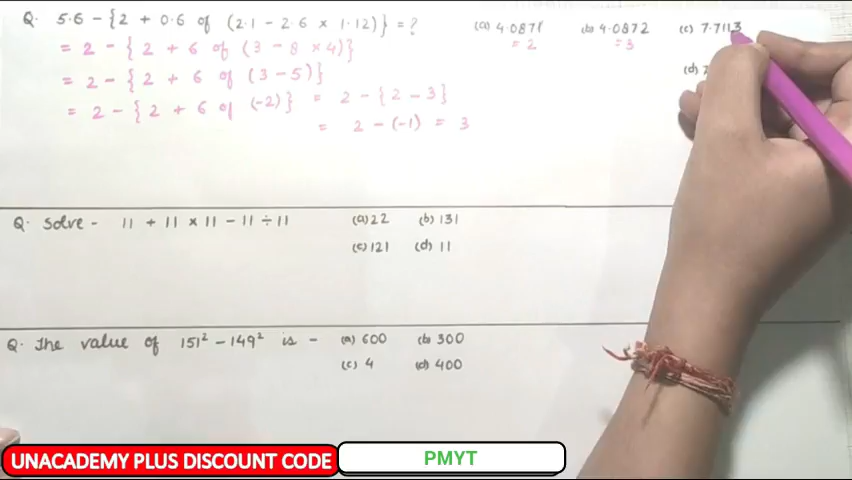 Q. 5.6 - {2 + 0.6 of (2.1 - 2.6 × 1.12)} = ? (a) 4.0871 (b) 4.0872 (c) 7.7113
= 2 - {2 + 6 of (3 - 8 × 4)} = 2 = 3
= 2 - {2 + 6 of (3 - 5)} (d)
= 2 - {2 + 6 of (-2)} = 2 - {2 - 3}
= 2 - (-1) = 3
Q. Solve - 11 + 11 × 11 - 11 ÷ 11 (a) 22 (b) 131
(c) 121 (d) 11
Q. The value of 151² - 149² is - (a) 600 (b) 300
(c) 4 (d) 400
UNACADEMY PLUS DISCOUNT CODE PMYT